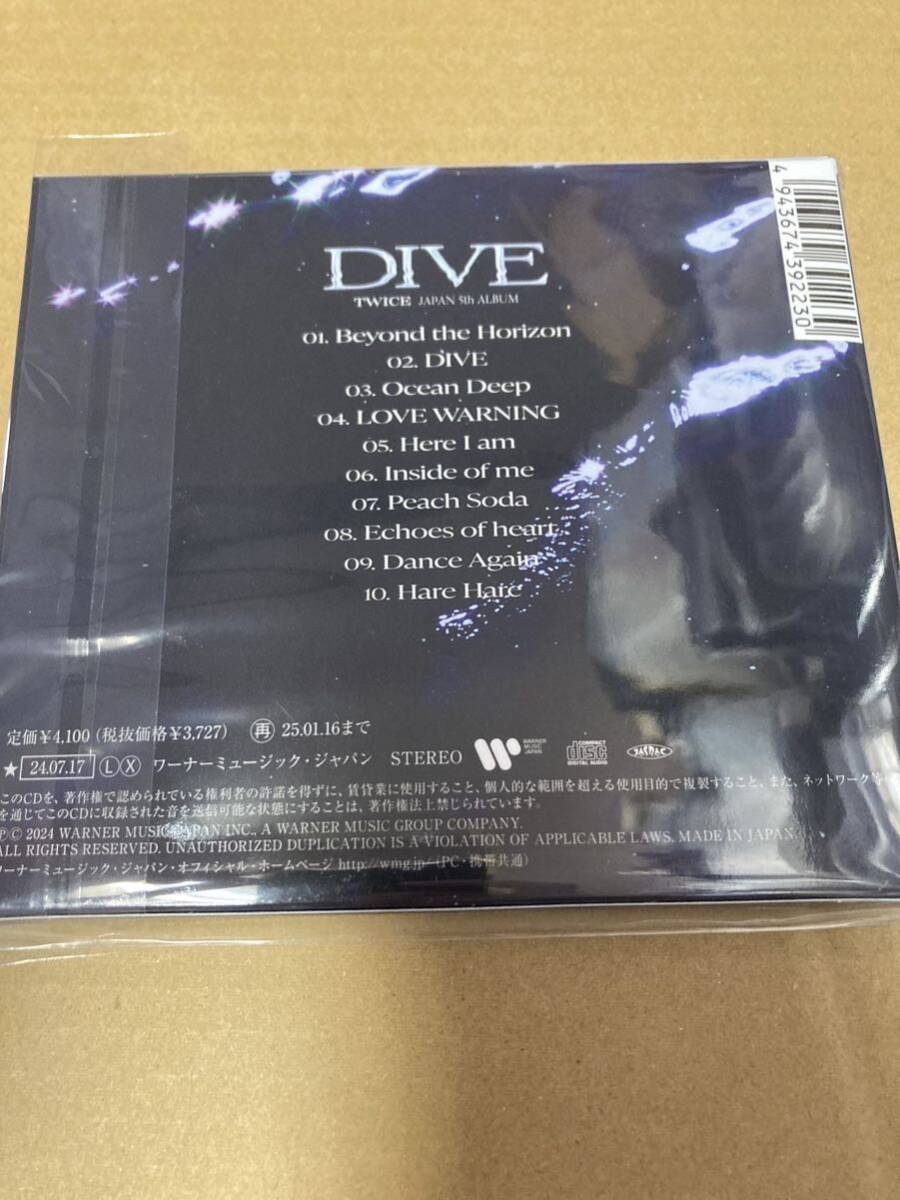 DIVE
TWICE JAPAN 5th ALBUM
01. Beyond the Horizon
02. DIVE
03. Ocean Deep
04. LOVE WARNING
05. Here I am
06. Inside of me
07. Peach Soda
08. Echoes of heart
09. Dance Again
10. Hare Hare
4 943674 392230
定価¥4,100（税抜価格¥3,727） 再 25.01.16まで
★ 24.07.17 L X ワーナーミュージック・ジャパン STEREO
WARNER MUSIC JAPAN
COMPACT disc DIGITAL AUDIO
JASRAC
このCDを、著作権で認められている権利者の許諾を得ずに、賃貸業に使用すること、個人的な範囲を超える使用目的で複製すること、また、ネットワーク等
を通じてこのCDに収録された音を送信可能な状態にすることは、著作権法上禁じられています。
Ⓟ© 2024 WARNER MUSIC JAPAN INC. A WARNER MUSIC GROUP COMPANY.
ALL RIGHTS RESERVED. UNAUTHORIZED DUPLICATION IS A VIOLATION OF APPLICABLE LAWS. MADE IN JAPAN.
ワーナーミュージック・ジャパン・オフィシャル・ホームページ http://wmg.jp/（PC・携帯共通）